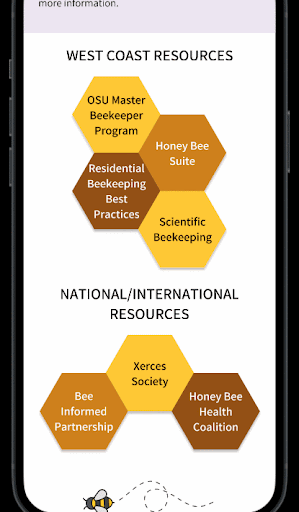 more information.
WEST COAST RESOURCES
OSU Master
Beekeeper
Program
Honey Bee
Suite
Residential
Beekeeping
Best
Practices
Scientific
Beekeeping
NATIONAL/INTERNATIONAL
RESOURCES
Xerces
Society
Bee
Informed
Partnership
Honey Bee
Health
Coalition